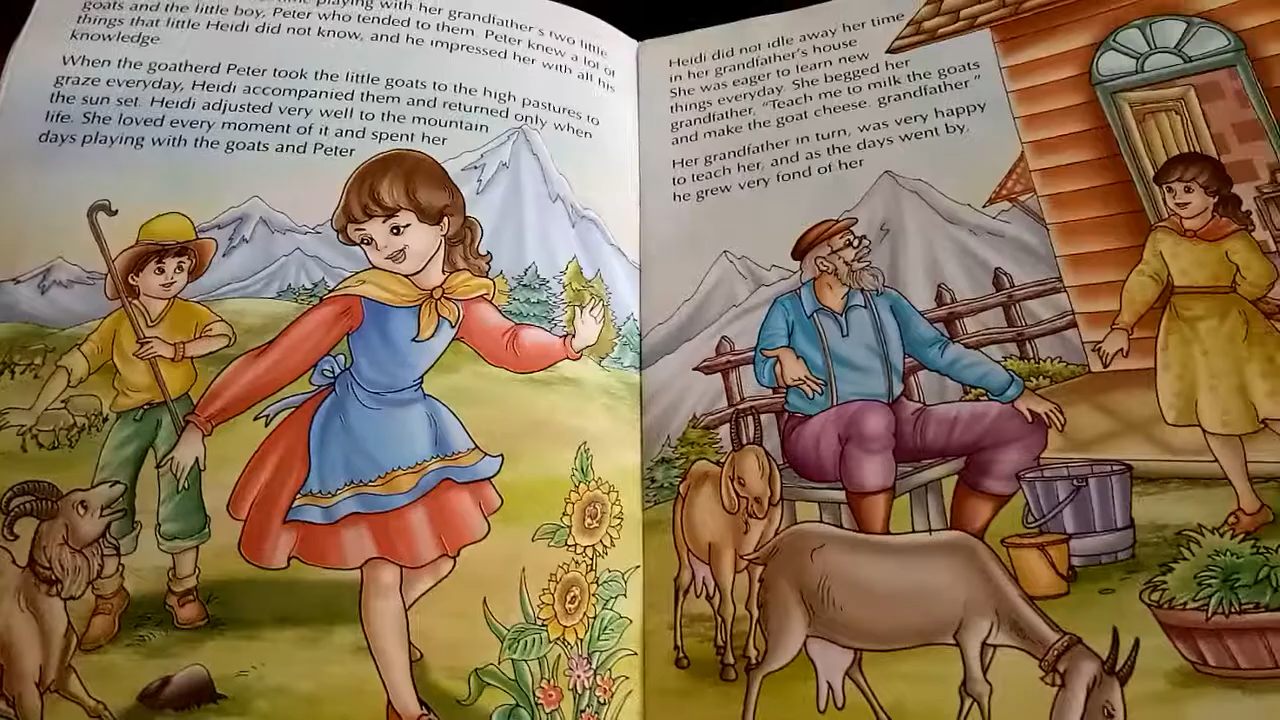 playing with her grandfather's two little
goats and the little boy, Peter who tended to them. Peter knew a lot of
things that little Heidi did not know, and he impressed her with all his
knowledge
When the goatherd Peter took the little goats to the high pastures to
graze everyday, Heidi accompanied them and returned only when
the sun set. Heidi adjusted very well to the mountain
life. She loved every moment of it and spent her
days playing with the goats and Peter
Heidi did not idle away her time
in her grandfather's house
She was eager to learn new
things everyday. She begged her
grandfather, "Teach me to milk the goats
and make the goat cheese, grandfather"
Her grandfather in turn, was very happy
to teach her, and as the days went by,
he grew very fond of her